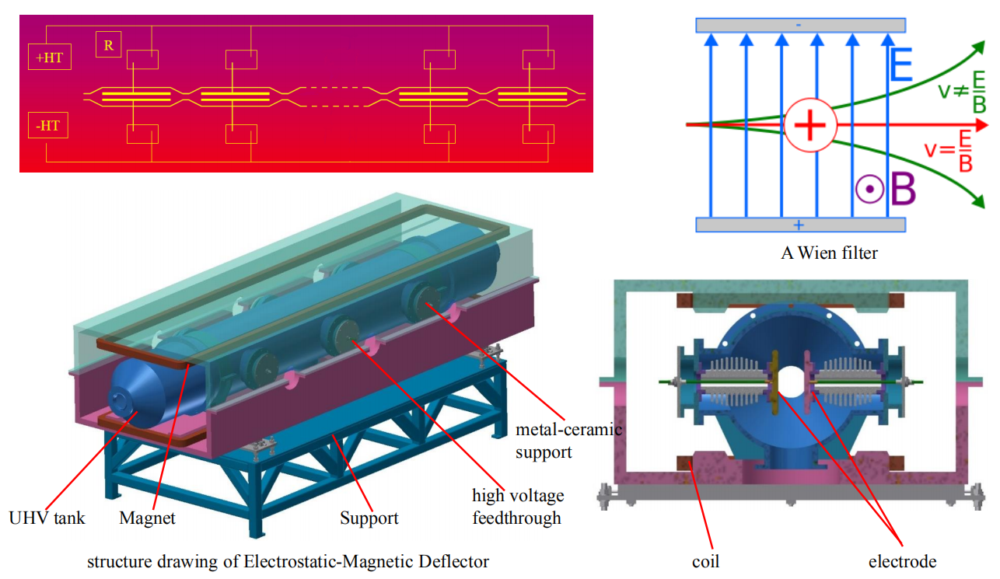 +HT
R
-HT
-
E
v≠E/B
+
v=E/B
B
+
A Wien filter
metal-ceramic
support
high voltage
feedthrough
UHV tank
Magnet
Support
structure drawing of Electrostatic-Magnetic Deflector
coil
electrode